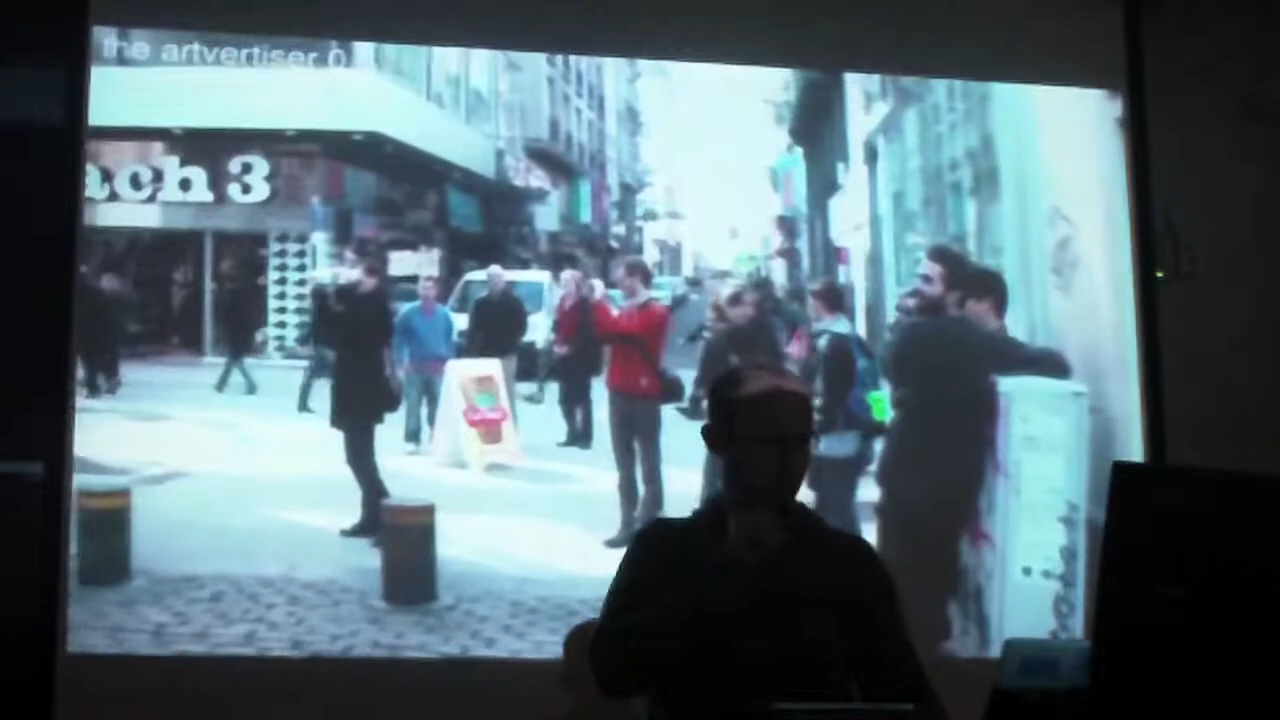 the artvertiser 0.
ach 3